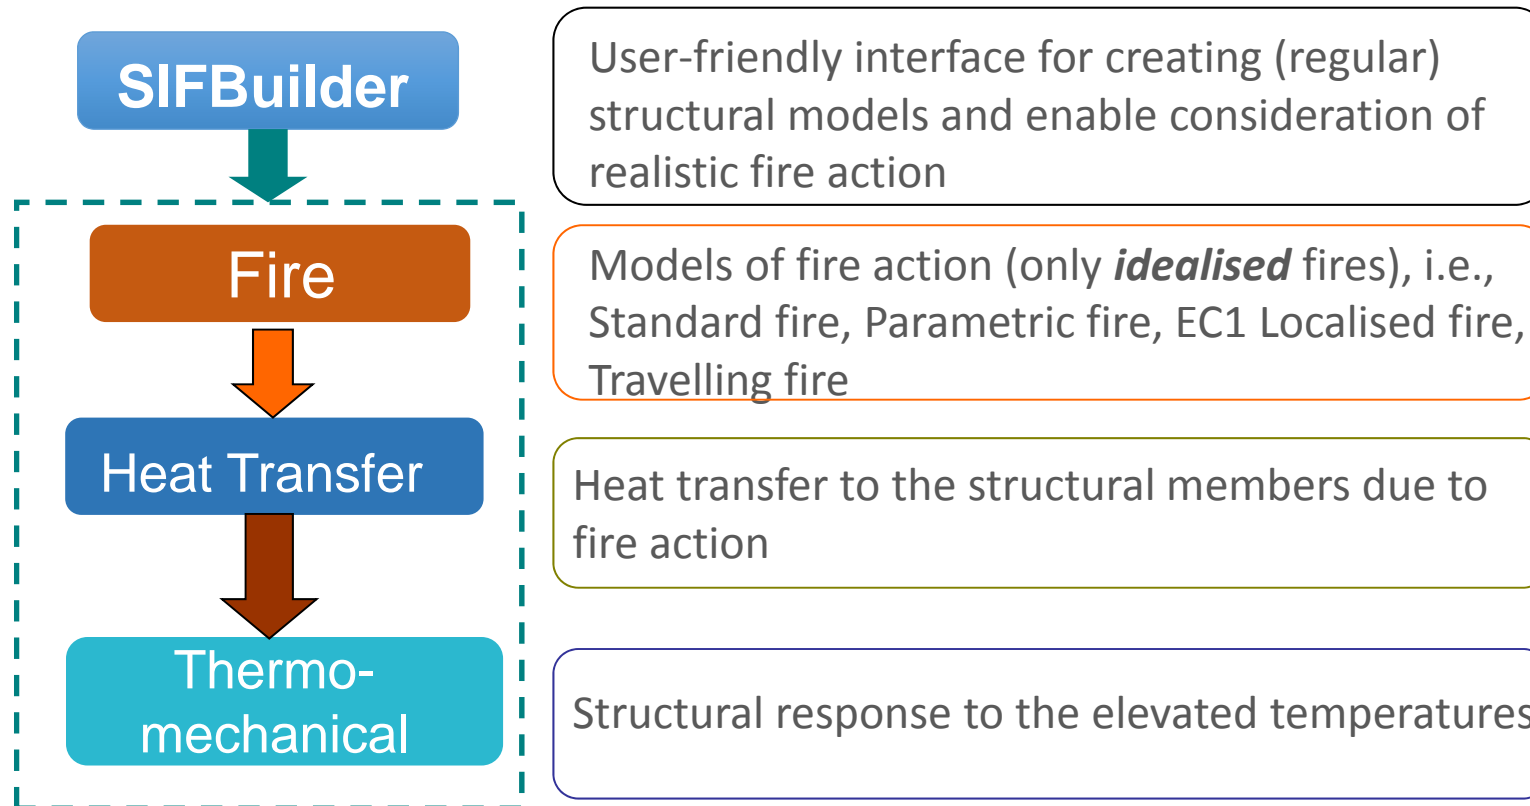 SIFBuilder
User-friendly interface for creating (regular)
structural models and enable consideration of
realistic fire action
Fire
Models of fire action (only idealised fires), i.e.,
Standard fire, Parametric fire, EC1 Localised fire,
Travelling fire
Heat Transfer
Heat transfer to the structural members due to
fire action
Thermo-
mechanical
Structural response to the elevated temperatures